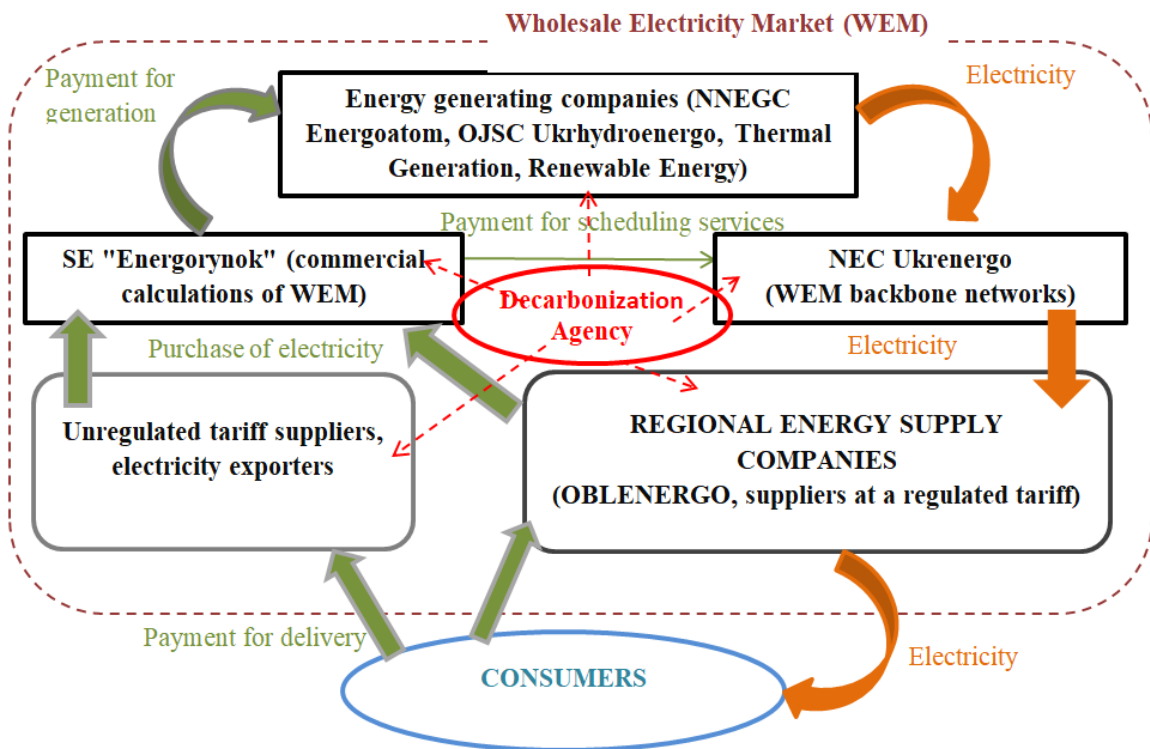 Wholesale Electricity Market (WEM)
Payment for
generation
Energy generating companies (NNEGC
Energoatom, OJSC Ukrhydroenergo, Thermal
Generation, Renewable Energy)
Electricity
Payment for scheduling services
SE "Energorynok" (commercial
calculations of WEM)
Decarbonization
Agency
NEC Ukrenergo
(WEM backbone networks)
Purchase of electricity
Electricity
Unregulated tariff suppliers,
electricity exporters
REGIONAL ENERGY SUPPLY
COMPANIES
(OBLENERGO, suppliers at a regulated tariff)
Payment for delivery
CONSUMERS
Electricity